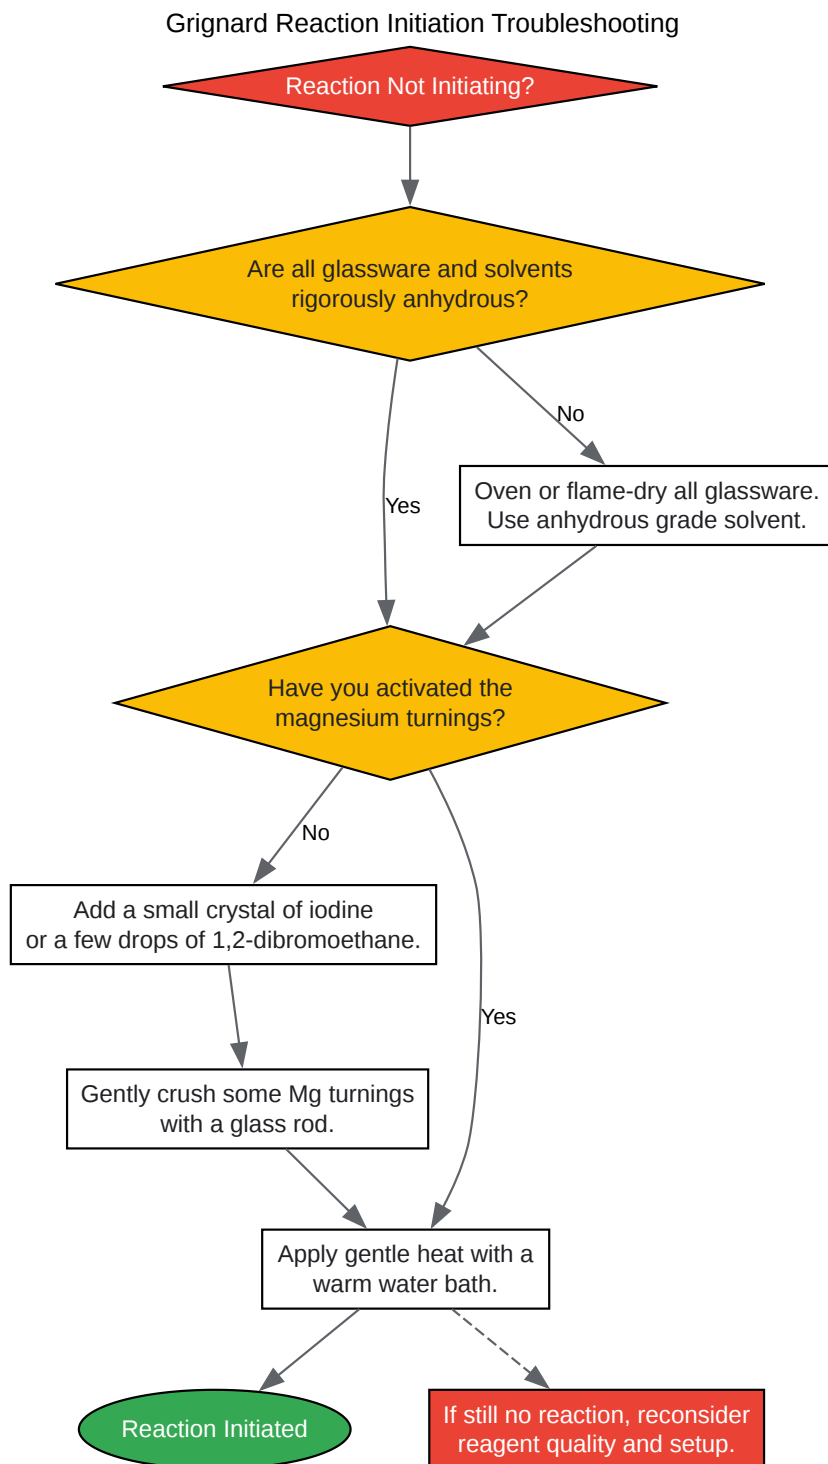 Grignard Reaction Initiation Troubleshooting
Reaction Not Initiating?
Are all glassware and solvents
rigorously anhydrous?
No
Oven or flame-dry all glassware.
Use anhydrous grade solvent.
Yes
Have you activated the
magnesium turnings?
No
Add a small crystal of iodine
or a few drops of 1,2-dibromoethane.
Yes
Gently crush some Mg turnings
with a glass rod.
Apply gentle heat with a
warm water bath.
Reaction Initiated
If still no reaction, reconsider
reagent quality and setup.